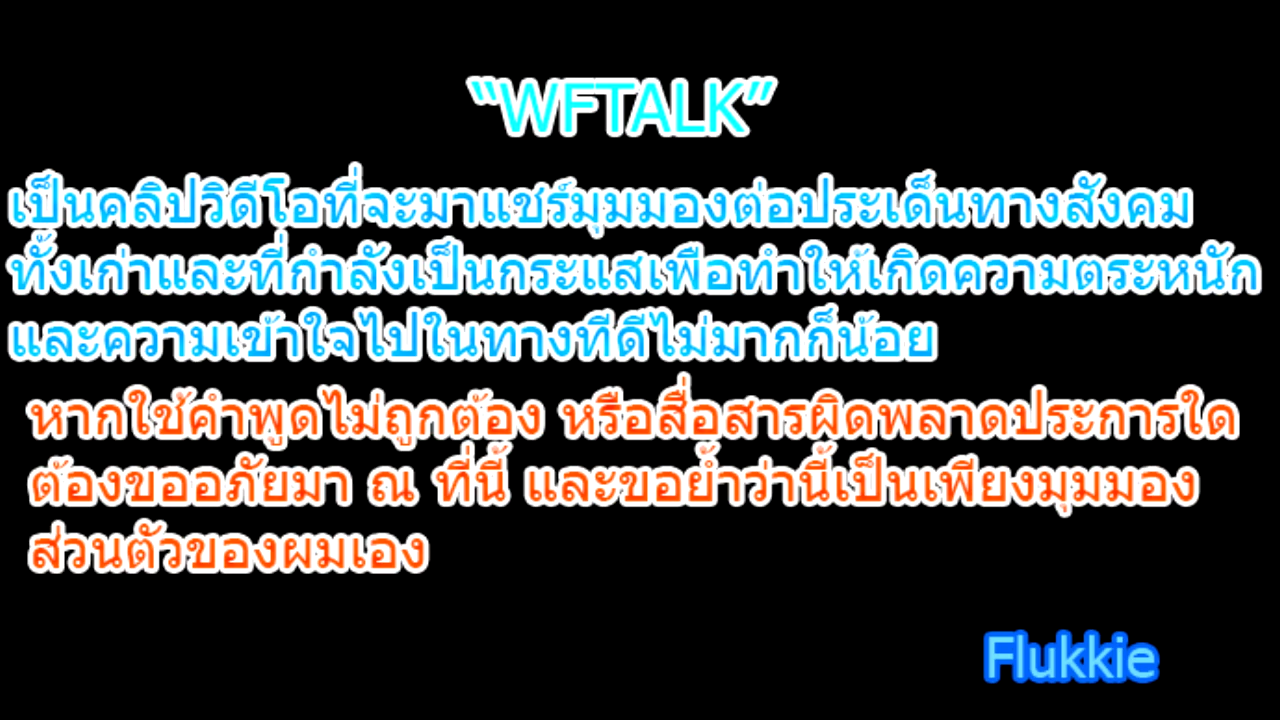 “WFTALK”
เป็นคลิปวิดีโอที่จะมาแชร์มุมมองต่อประเด็นทางสังคม
ทั้งเก่าและที่กำลังเป็นกระแสเพื่อทำให้เกิดความตระหนัก
และความเข้าใจไปในทางที่ดีไม่มากก็น้อย
หากใช้คำพูดไม่ถูกต้อง หรือสื่อสารผิดพลาดประการใด
ต้องขออภัยมา ณ ที่นี้ และขอย้ำว่านี้เป็นเพียงมุมมอง
ส่วนตัวของผมเอง
Flukkie